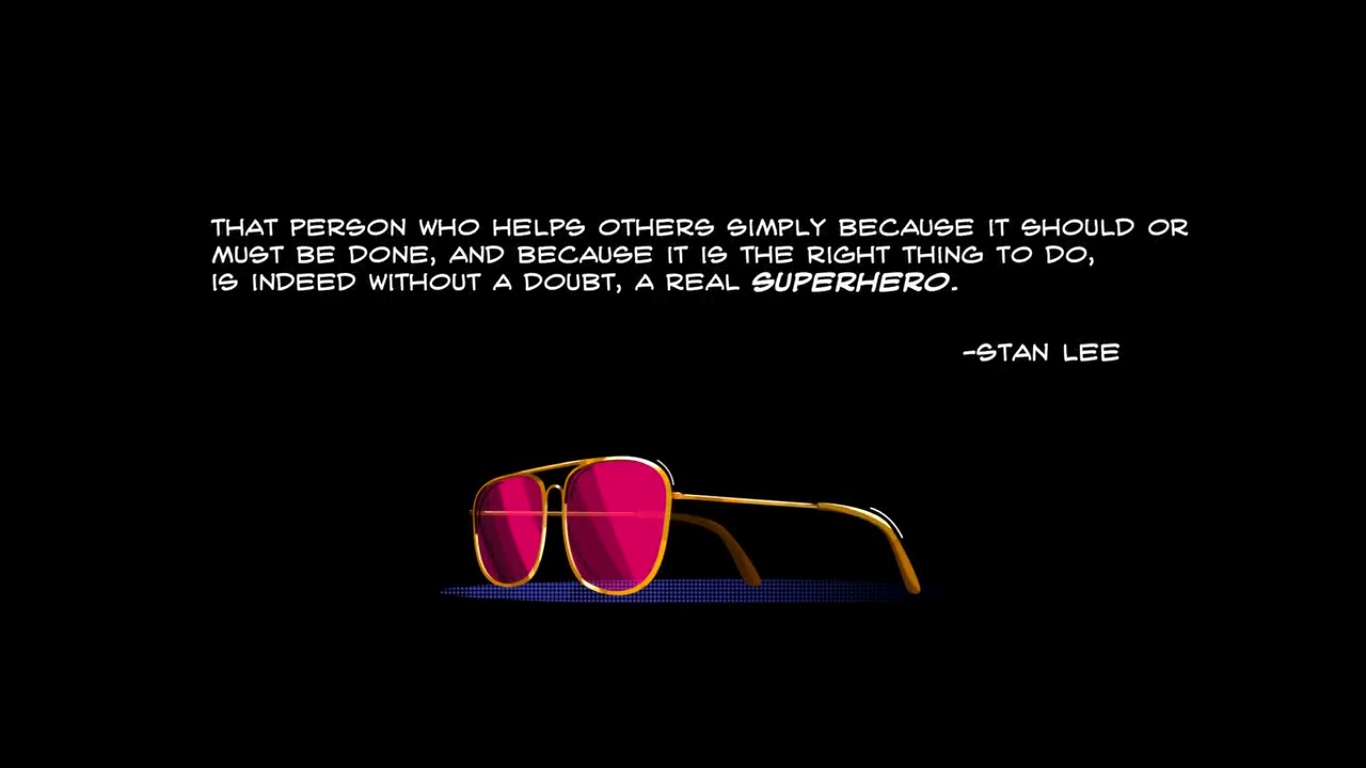 THAT PERSON WHO HELPS OTHERS SIMPLY BECAUSE IT SHOULD OR
MUST BE DONE, AND BECAUSE IT IS THE RIGHT THING TO DO,
IS INDEED WITHOUT A DOUBT, A REAL SUPERHERO.
-STAN LEE